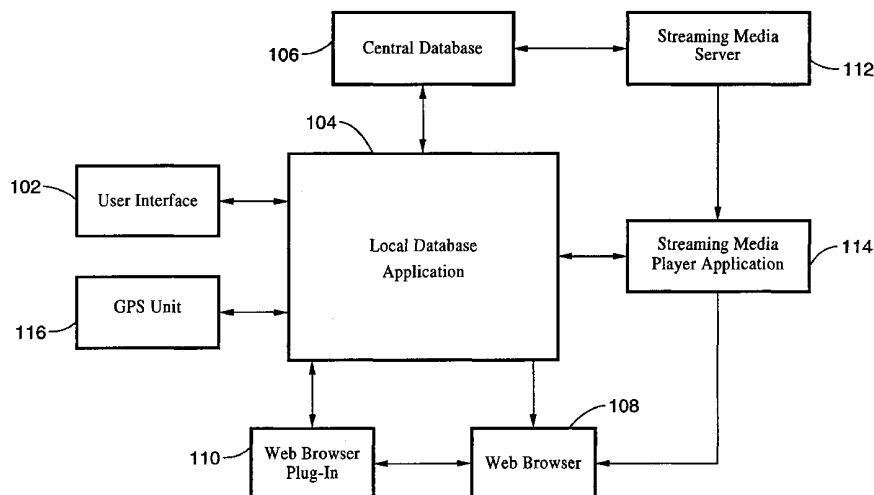 106
Central Database
Streaming Media
Server
112
104
102
User Interface
Local Database
Application
Streaming Media
Player Application
114
GPS Unit
116
108
110
Web Browser
Plug-In
Web Browser